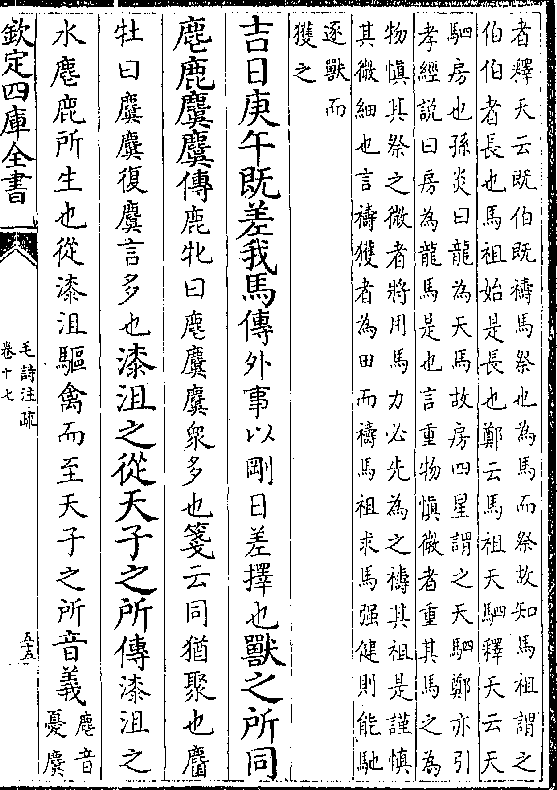 者釋天云既伯既禱馬祭也為馬而祭故知馬祖謂之
伯伯者長也馬祖始是長也鄭云馬祖天駟釋天云天
駟房也孫炎曰龍為天馬故房四星謂之天駟鄭亦引
孝經說曰房為龍馬是也言重物慎微者重其馬之為
物慎其祭之微者將用馬力必先為之禱其祖是謹慎
其微細也言禱獲者為田而禱馬祖求馬强健則能馳
逐獸而
獲之
吉日庚午既差我馬傳外事以剛日差擇也獸之所同
麀鹿麌麌傳鹿牝曰麀麌麌衆多也箋云同猶聚也麕
牡曰麌麌復麌言多也漆沮之從天子之所傳漆沮之
水麀鹿所生也從漆沮驅禽而至天子之所音義麀音
憂麌
欽定四庫全書
毛詩注疏
卷十七
五十五